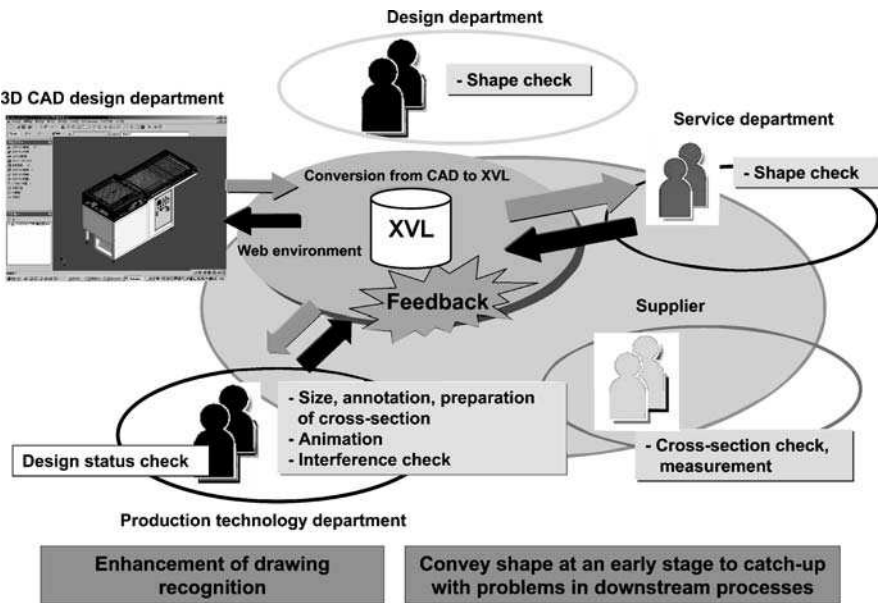 Design department
- Shape check
3D CAD design department
Service department
- Shape check
Conversion from CAD to XVL
XVL
Web environment
Feedback
Supplier
- Size, annotation, preparation
of cross-section
- Animation
- Interference check
Design status check
- Cross-section check,
measurement
Production technology department
Enhancement of drawing
recognition
Convey shape at an early stage to catch-up
with problems in downstream processes